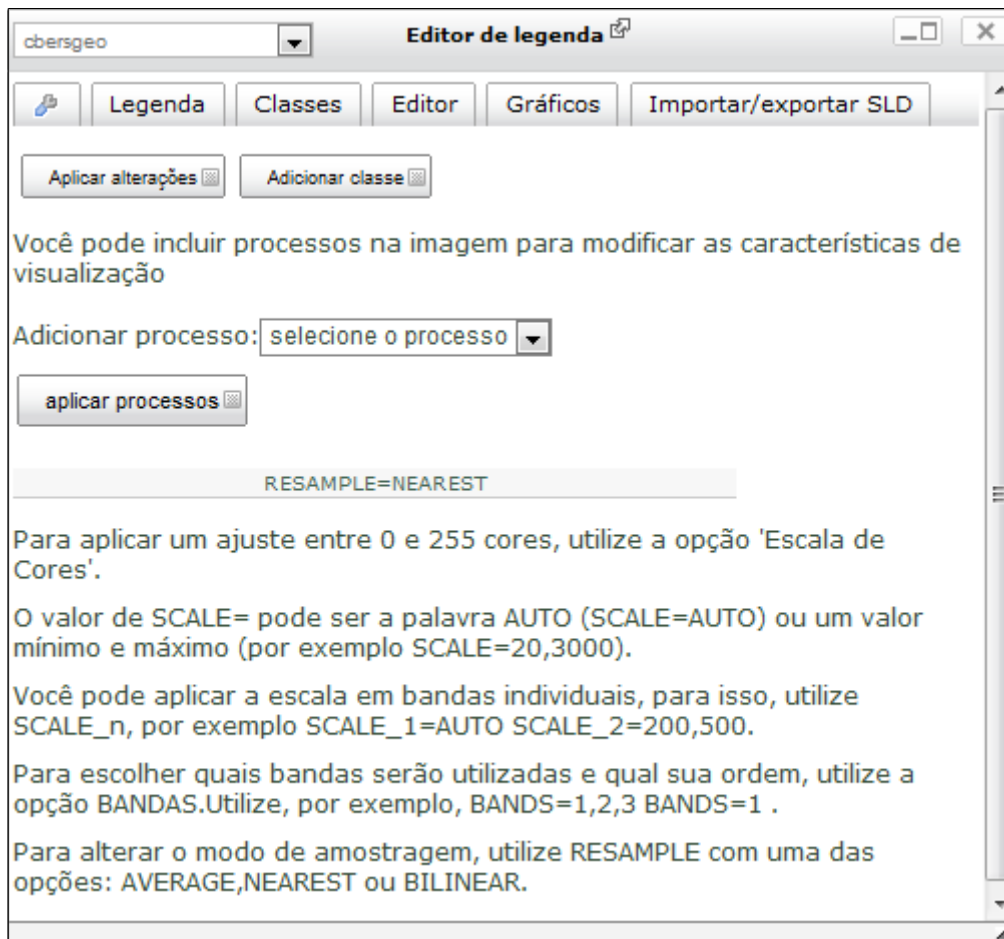 cbersgeo
Editor de legenda
Legenda
Classes
Editor
Gráficos
Importar/exportar SLD
Aplicar alterações
Adicionar classe
Você pode incluir processos na imagem para modificar as características de
visualização
Adicionar processo: selecione o processo
aplicar processos
RESAMPLE=NEAREST
Para aplicar um ajuste entre 0 e 255 cores, utilize a opção 'Escala de
Cores'.
O valor de SCALE= pode ser a palavra AUTO (SCALE=AUTO) ou um valor
mínimo e máximo (por exemplo SCALE=20,3000).
Você pode aplicar a escala em bandas individuais, para isso, utilize
SCALE_n, por exemplo SCALE_1=AUTO SCALE_2=200,500.
Para escolher quais bandas serão utilizadas e qual sua ordem, utilize a
opção BANDAS.Utilize, por exemplo, BANDS=1,2,3 BANDS=1 .
Para alterar o modo de amostragem, utilize RESAMPLE com uma das
opções: AVERAGE,NEAREST ou BILINEAR.